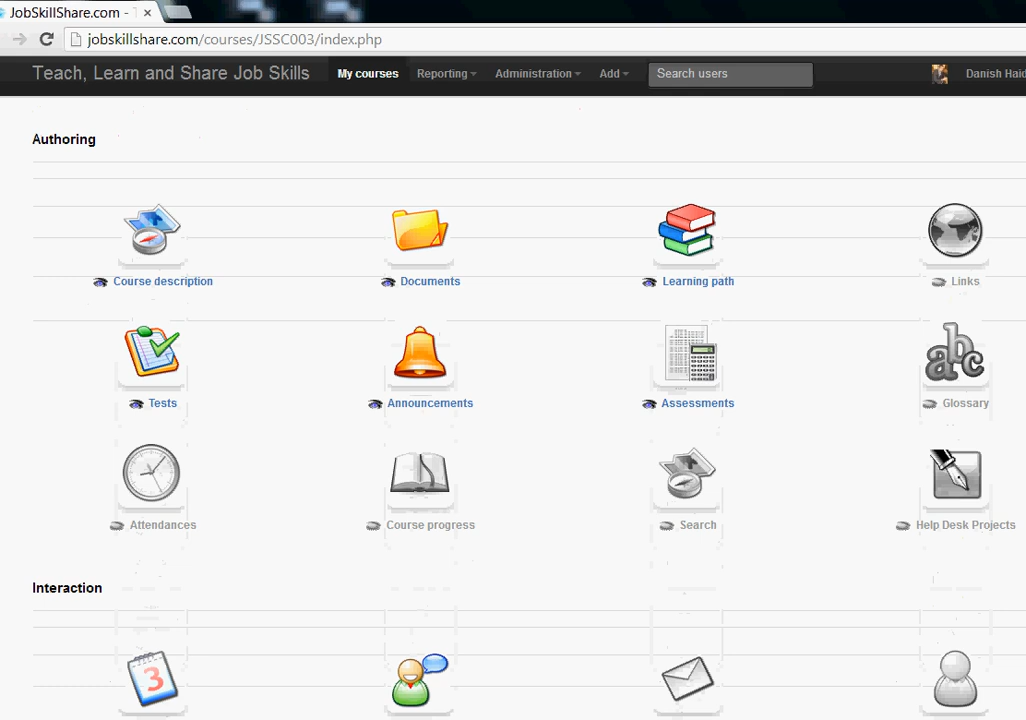 JobSkillShare.com - T
jobskillshare.com/courses/JSSC003/index.php
Teach, Learn and Share Job Skills My courses Reporting Administration Add Search users Danish Haid
Authoring
Course description Documents Learning path Links
Tests Announcements Assessments Glossary
abc
Attendances Course progress Search Help Desk Projects
Interaction
3